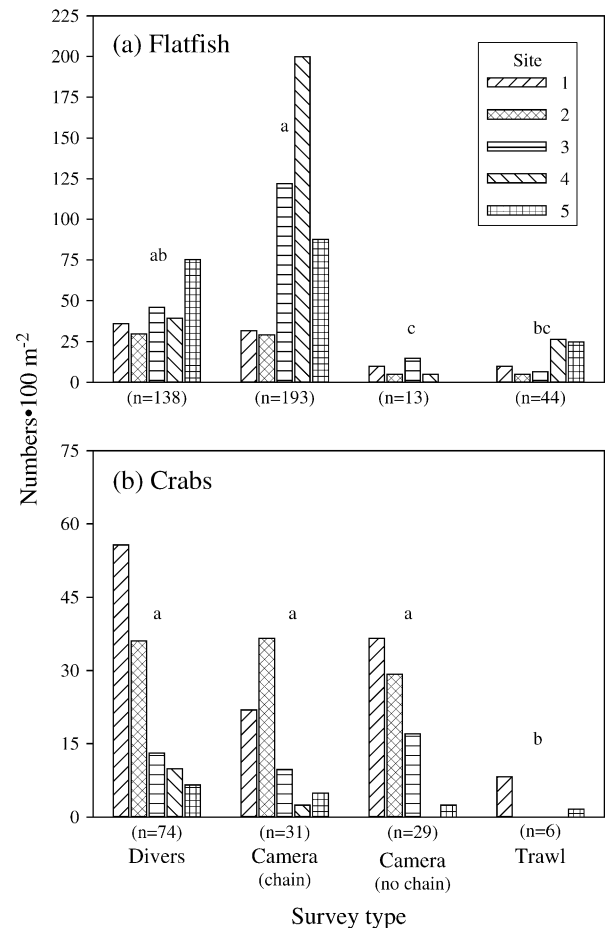 (a) Flatfish
Site
1
2
3
4
5
225
200
175
150
125
100
75
50
25
0
ab
a
c
bc
(n=138)
(n=193)
(n=13)
(n=44)
Numbers•100 m-2
(b) Crabs
75
60
45
30
15
0
a
a
a
b
(n=74)
(n=31)
(n=29)
(n=6)
Divers
Camera
(chain)
Camera
(no chain)
Trawl
Survey type